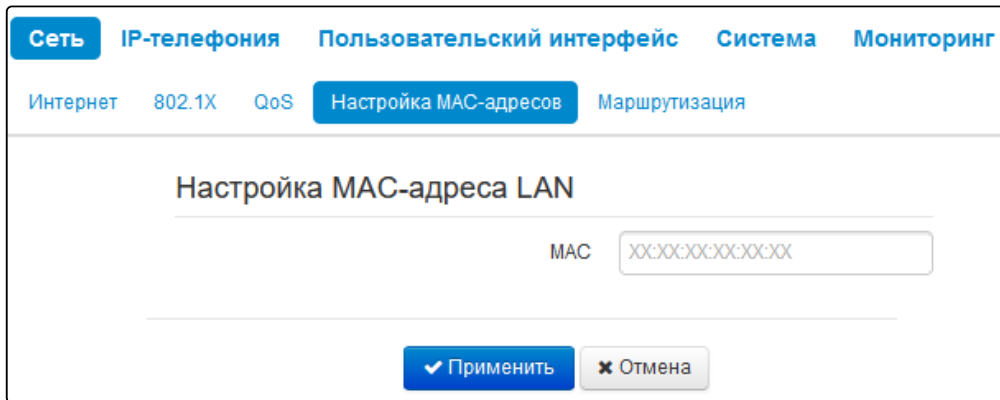 Сеть IP-телефония Пользовательский интерфейс Система Мониторинг
Интернет 802.1X QoS Настройка MAC-адресов Маршрутизация
Настройка MAC-адреса LAN
MAC XX:XX:XX:XX:XX:XX
Применить Отмена